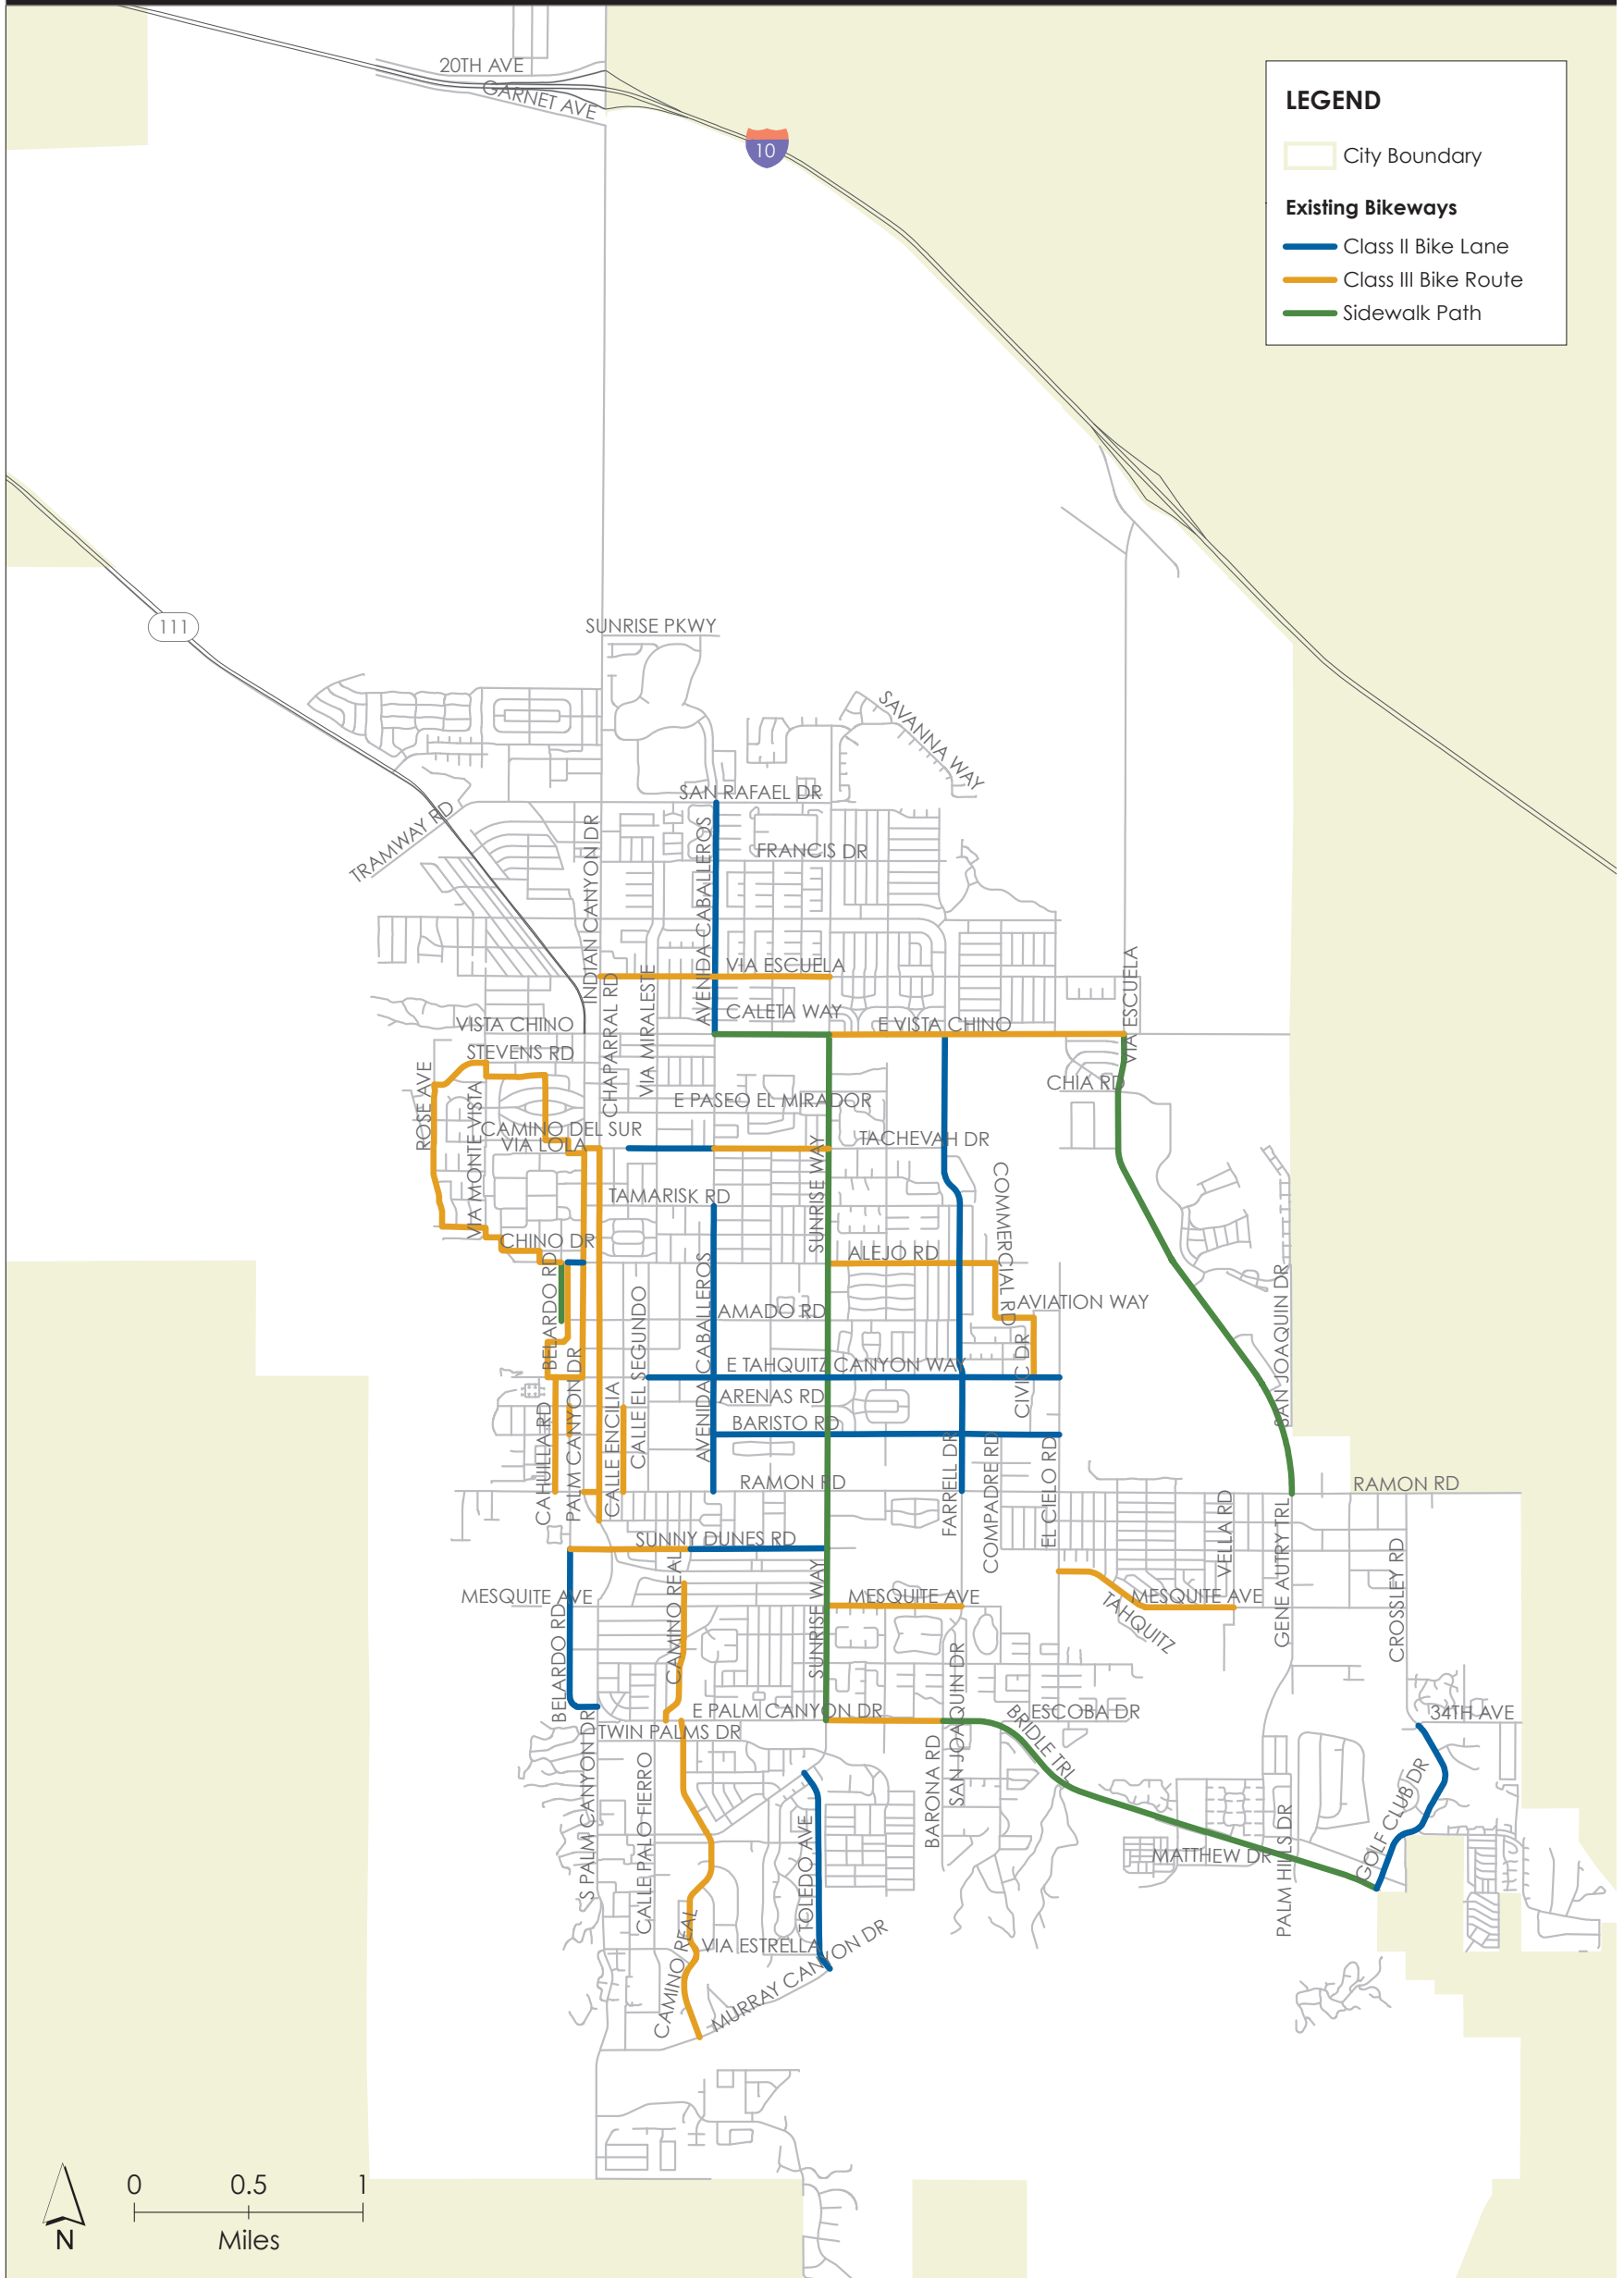 20TH AVE
GARNET AVE
10
LEGEND
City Boundary
Existing Bikeways
Class II Bike Lane
Class III Bike Route
Sidewalk Path
111
SUNRISE PKWY
SAVANNA WAY
SAN RAFAEL DR
TRAMWAY RD
FRANCIS DR
INDIAN CANYON DR
AVENIDA CABALLEROS
VIA ESCUELA
VIA ESCUELA
CHAPARRAL RD
VIA MIRALESTE
CALETA WAY
VISTA CHINO
E VISTA CHINO
STEVENS RD
ROSE AVE
CHIA RD
VIA MONTE VISTA
E PASEO EL MIRADOR
CAMINO DEL SUR
VIA LOLA
TACHEVAH DR
SUNRISE WAY
COMMERCIAL RD
TAMARISK RD
CHINO DR
ALEJO RD
BELARDO RD
AVENIDA CABALLEROS
CALLE EL SEGUNDO
AMADO RD
AVIATION WAY
SAN JOAQUIN DR
PALM CANYON DR
E TAHQUITZ CANYON WAY
CIVIC DR
ARENAS RD
CALLE ENCILIA
CAHUILLA RD
BARISTO RD
FARRELL DR
COMPADRE RD
EL CIELO RD
RAMON RD
RAMON RD
VELLA RD
GENE AUTRY TRL
SUNNY DUNES RD
CROSSLEY RD
MESQUITE AVE
CAMINO REAL
SUNRISE WAY
MESQUITE AVE
MESQUITE AVE
TAHQUITZ
BELARDO RD
SAN JOAQUIN DR
E PALM CANYON DR
BRIDLE TRL
ESCOBA DR
34TH AVE
TWIN PALMS DR
S PALM CANYON DR
CALLE PALO FIERRO
BARONA RD
TOLEDO AVE
GOLF CLUB DR
MATTHEW DR
PALM HILLS DR
CAMINO REAL
VIA ESTRELLA
MURRAY CANYON DR
0 0.5 1
Miles
N